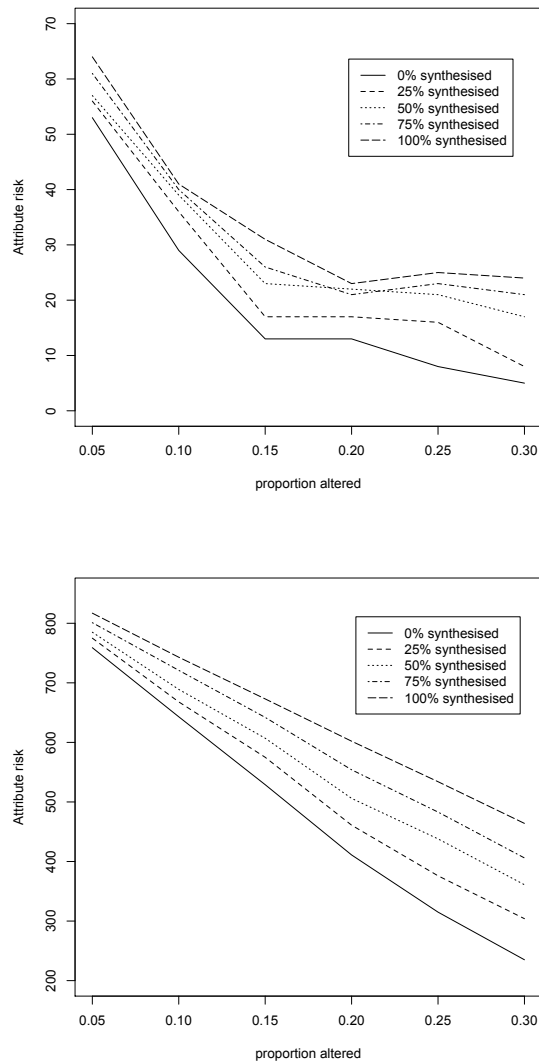 70
60
50
40
30
20
10
0
Attribute risk
0% synthesised
25% synthesised
50% synthesised
75% synthesised
100% synthesised
0.05 0.10 0.15 0.20 0.25 0.30
proportion altered
800
700
600
500
400
300
200
Attribute risk
0% synthesised
25% synthesised
50% synthesised
75% synthesised
100% synthesised
0.05 0.10 0.15 0.20 0.25 0.30
proportion altered